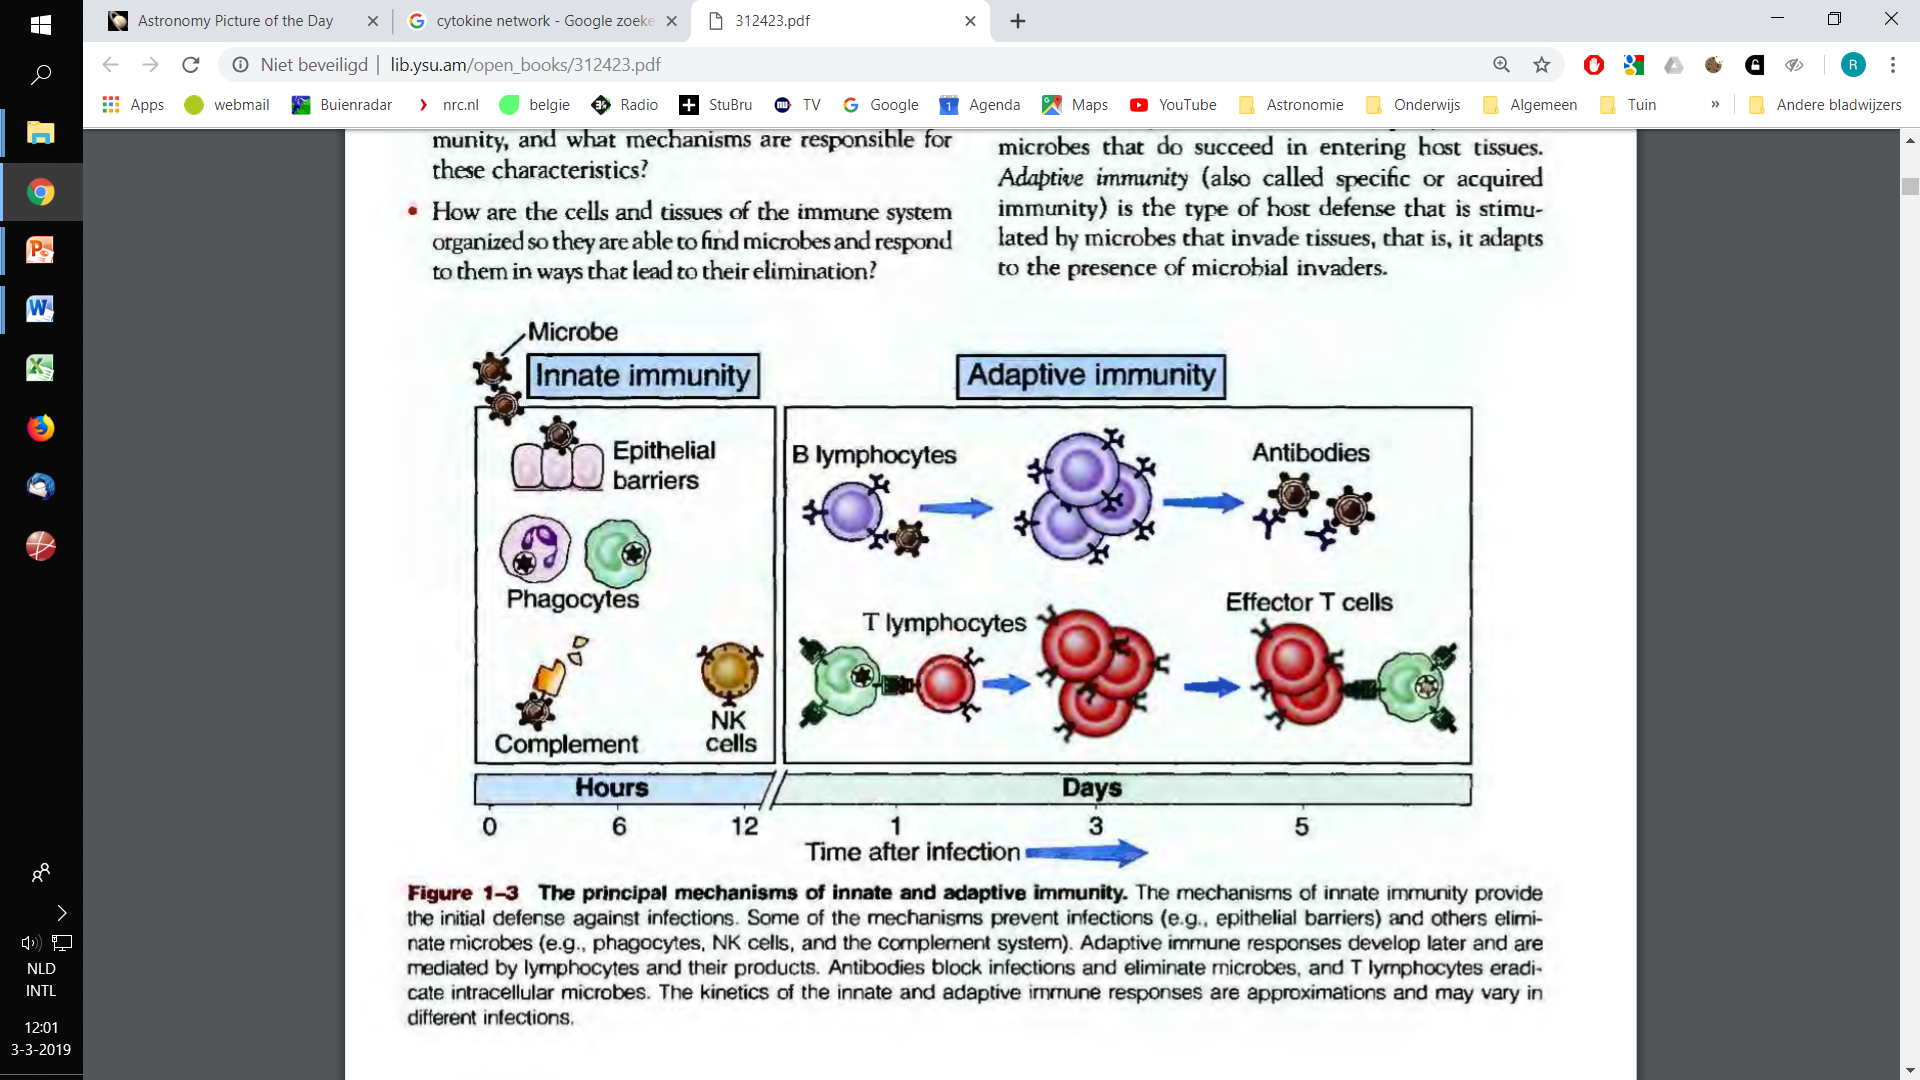 Astronomy Picture of the Day
cytokine network - Google zoeke
312423.pdf
Niet beveiligd | lib.ysu.am/open_books/312423.pdf
R
Apps
webmail
Buienradar
nrc.nl
belgie
Radio
StuBru
TV
Google
Agenda
Maps
YouTube
Astronomie
Onderwijs
Algemeen
Tuin
»
Andere bladwijzers
munity, and what mechanisms are responsible for
these characteristics?
• How are the cells and tissues of the immune system
organized so they are able to find microbes and respond
to them in ways that lead to their elimination?
microbes that do succeed in entering host tissues.
Adaptive immunity (also called specific or acquired
immunity) is the type of host defense that is stimu-
lated by microbes that invade tissues, that is, it adapts
to the presence of microbial invaders.
Microbe
Innate immunity
Adaptive immunity
Epithelial
barriers
Phagocytes
Complement
NK
cells
B lymphocytes
Antibodies
T lymphocytes
Effector T cells
Hours
Days
0 6 12 1 3 5
Time after infection
Figure 1–3 The principal mechanisms of innate and adaptive immunity. The mechanisms of innate immunity provide
the initial defense against infections. Some of the mechanisms prevent infections (e.g., epithelial barriers) and others elimi-
nate microbes (e.g., phagocytes, NK cells, and the complement system). Adaptive immune responses develop later and are
mediated by lymphocytes and their products. Antibodies block infections and eliminate microbes, and T lymphocytes eradi-
cate intracellular microbes. The kinetics of the innate and adaptive immune responses are approximations and may vary in
different infections.
NLD
INTL
12:01
3-3-2019